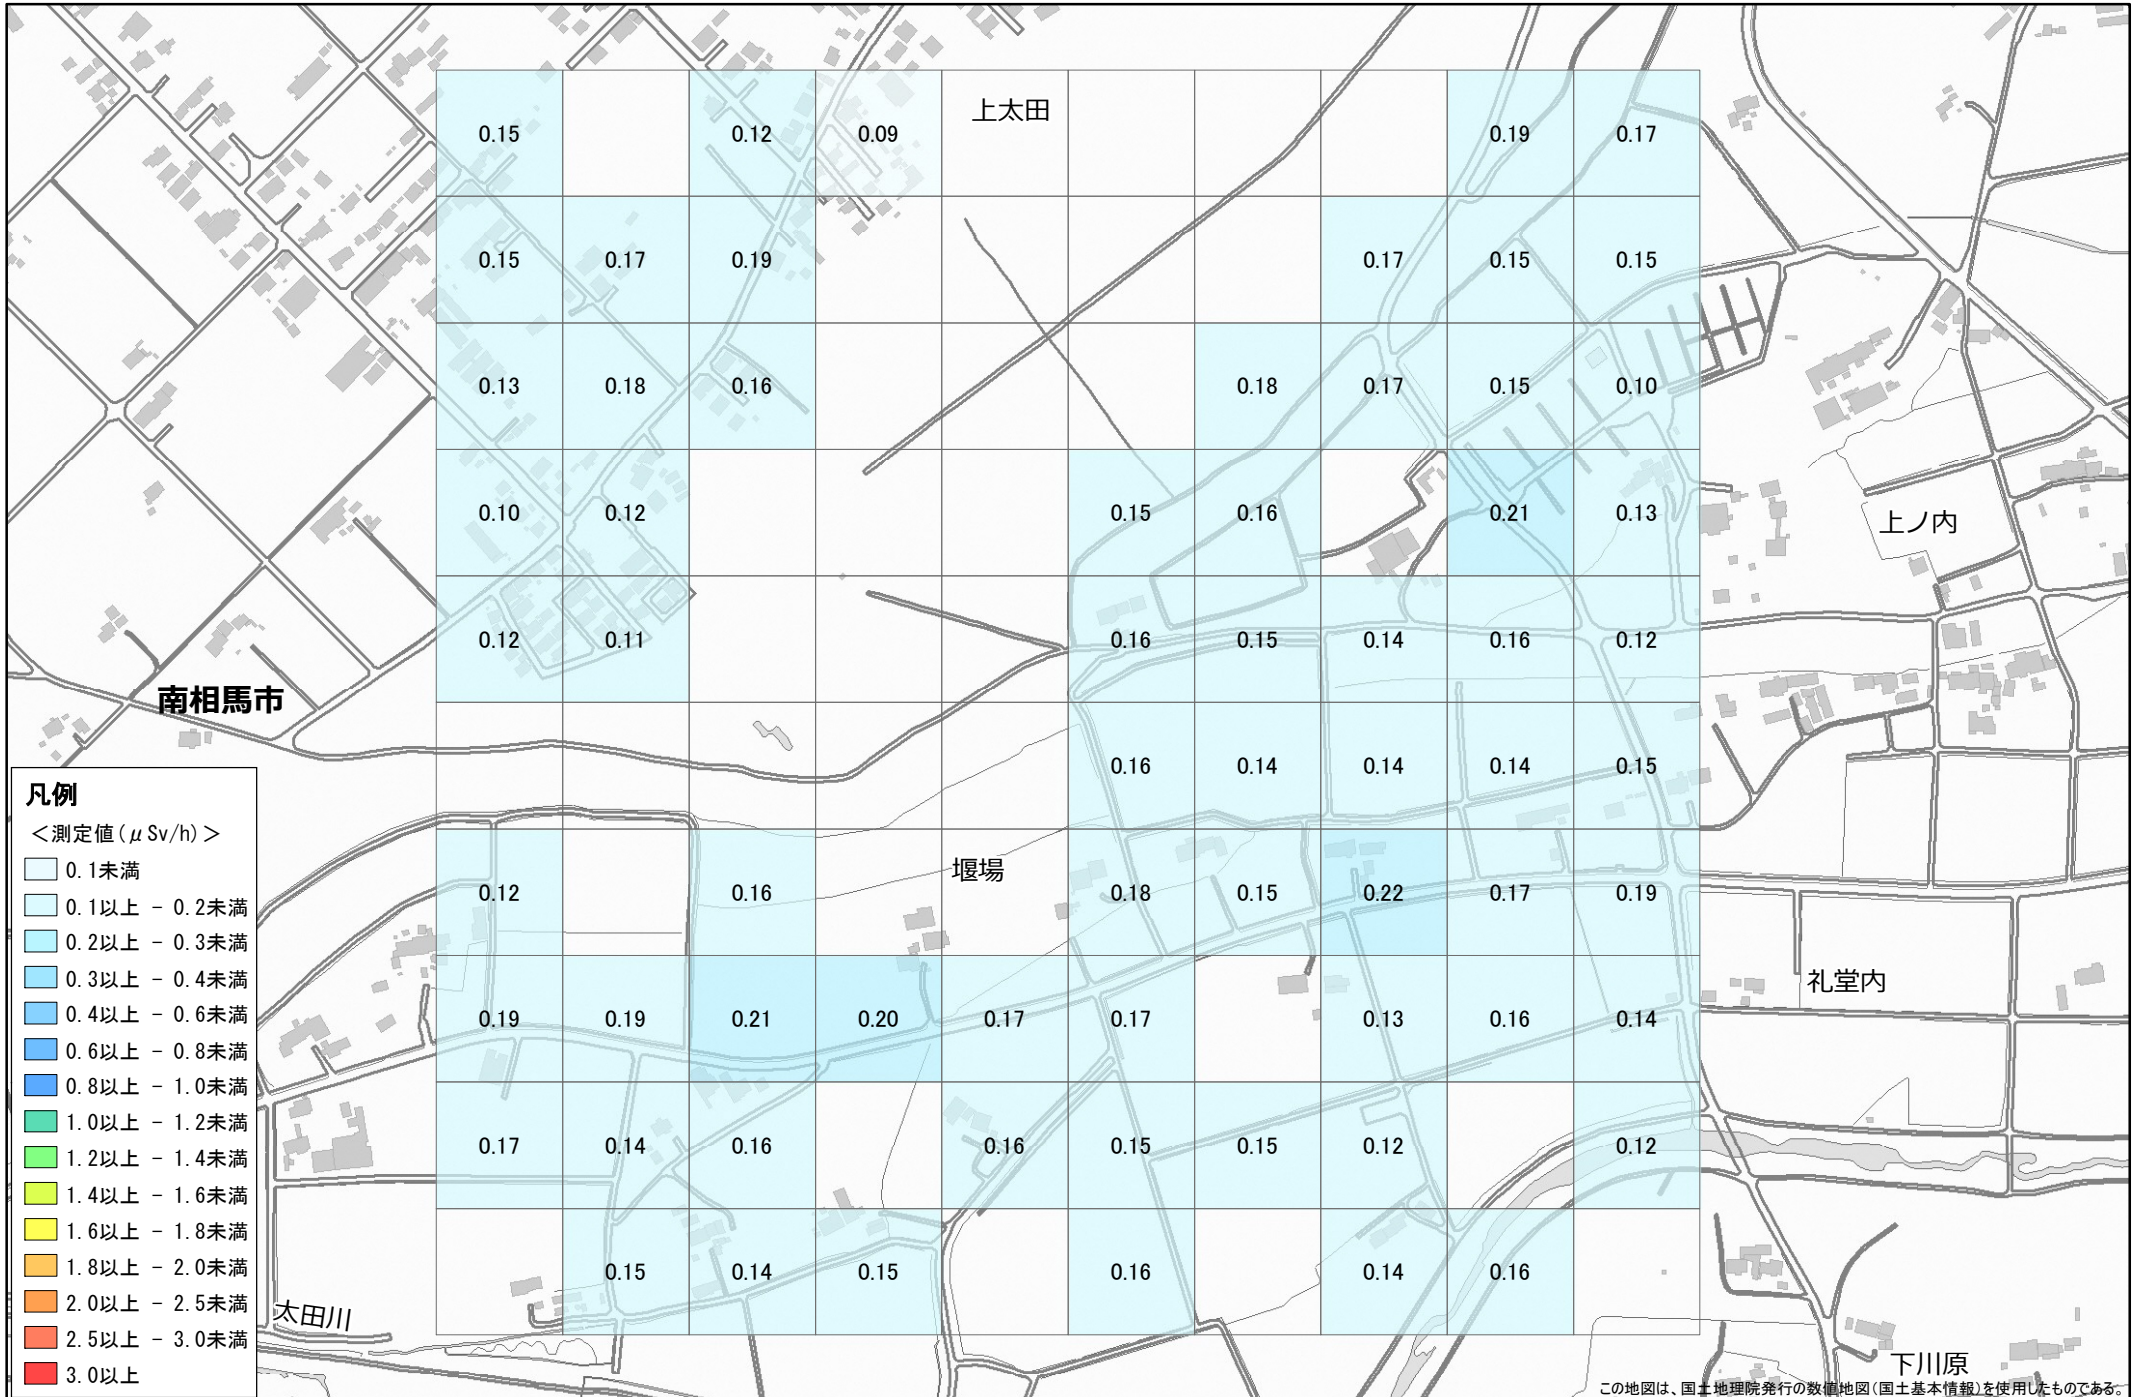 上太田
0.15 0.12 0.09 0.19 0.17
0.15 0.17 0.19 0.17 0.15 0.15
0.13 0.18 0.16 0.18 0.17 0.15 0.10
0.10 0.12 0.15 0.16 0.21 0.13
上ノ内
0.12 0.11 0.16 0.15 0.14 0.16 0.12
南相馬市
0.16 0.14 0.14 0.14 0.15
堰場
0.12 0.16 0.18 0.15 0.22 0.17 0.19
礼堂内
0.19 0.19 0.21 0.20 0.17 0.17 0.13 0.16 0.14
0.17 0.14 0.16 0.16 0.15 0.15 0.12 0.12
0.15 0.14 0.15 0.16 0.14 0.16
太田川
下川原
凡例
＜測定値(μSv/h)＞
0.1未満
0.1以上 - 0.2未満
0.2以上 - 0.3未満
0.3以上 - 0.4未満
0.4以上 - 0.6未満
0.6以上 - 0.8未満
0.8以上 - 1.0未満
1.0以上 - 1.2未満
1.2以上 - 1.4未満
1.4以上 - 1.6未満
1.6以上 - 1.8未満
1.8以上 - 2.0未満
2.0以上 - 2.5未満
2.5以上 - 3.0未満
3.0以上
この地図は、国土地理院発行の数値地図(国土基本情報)を使用したものである。